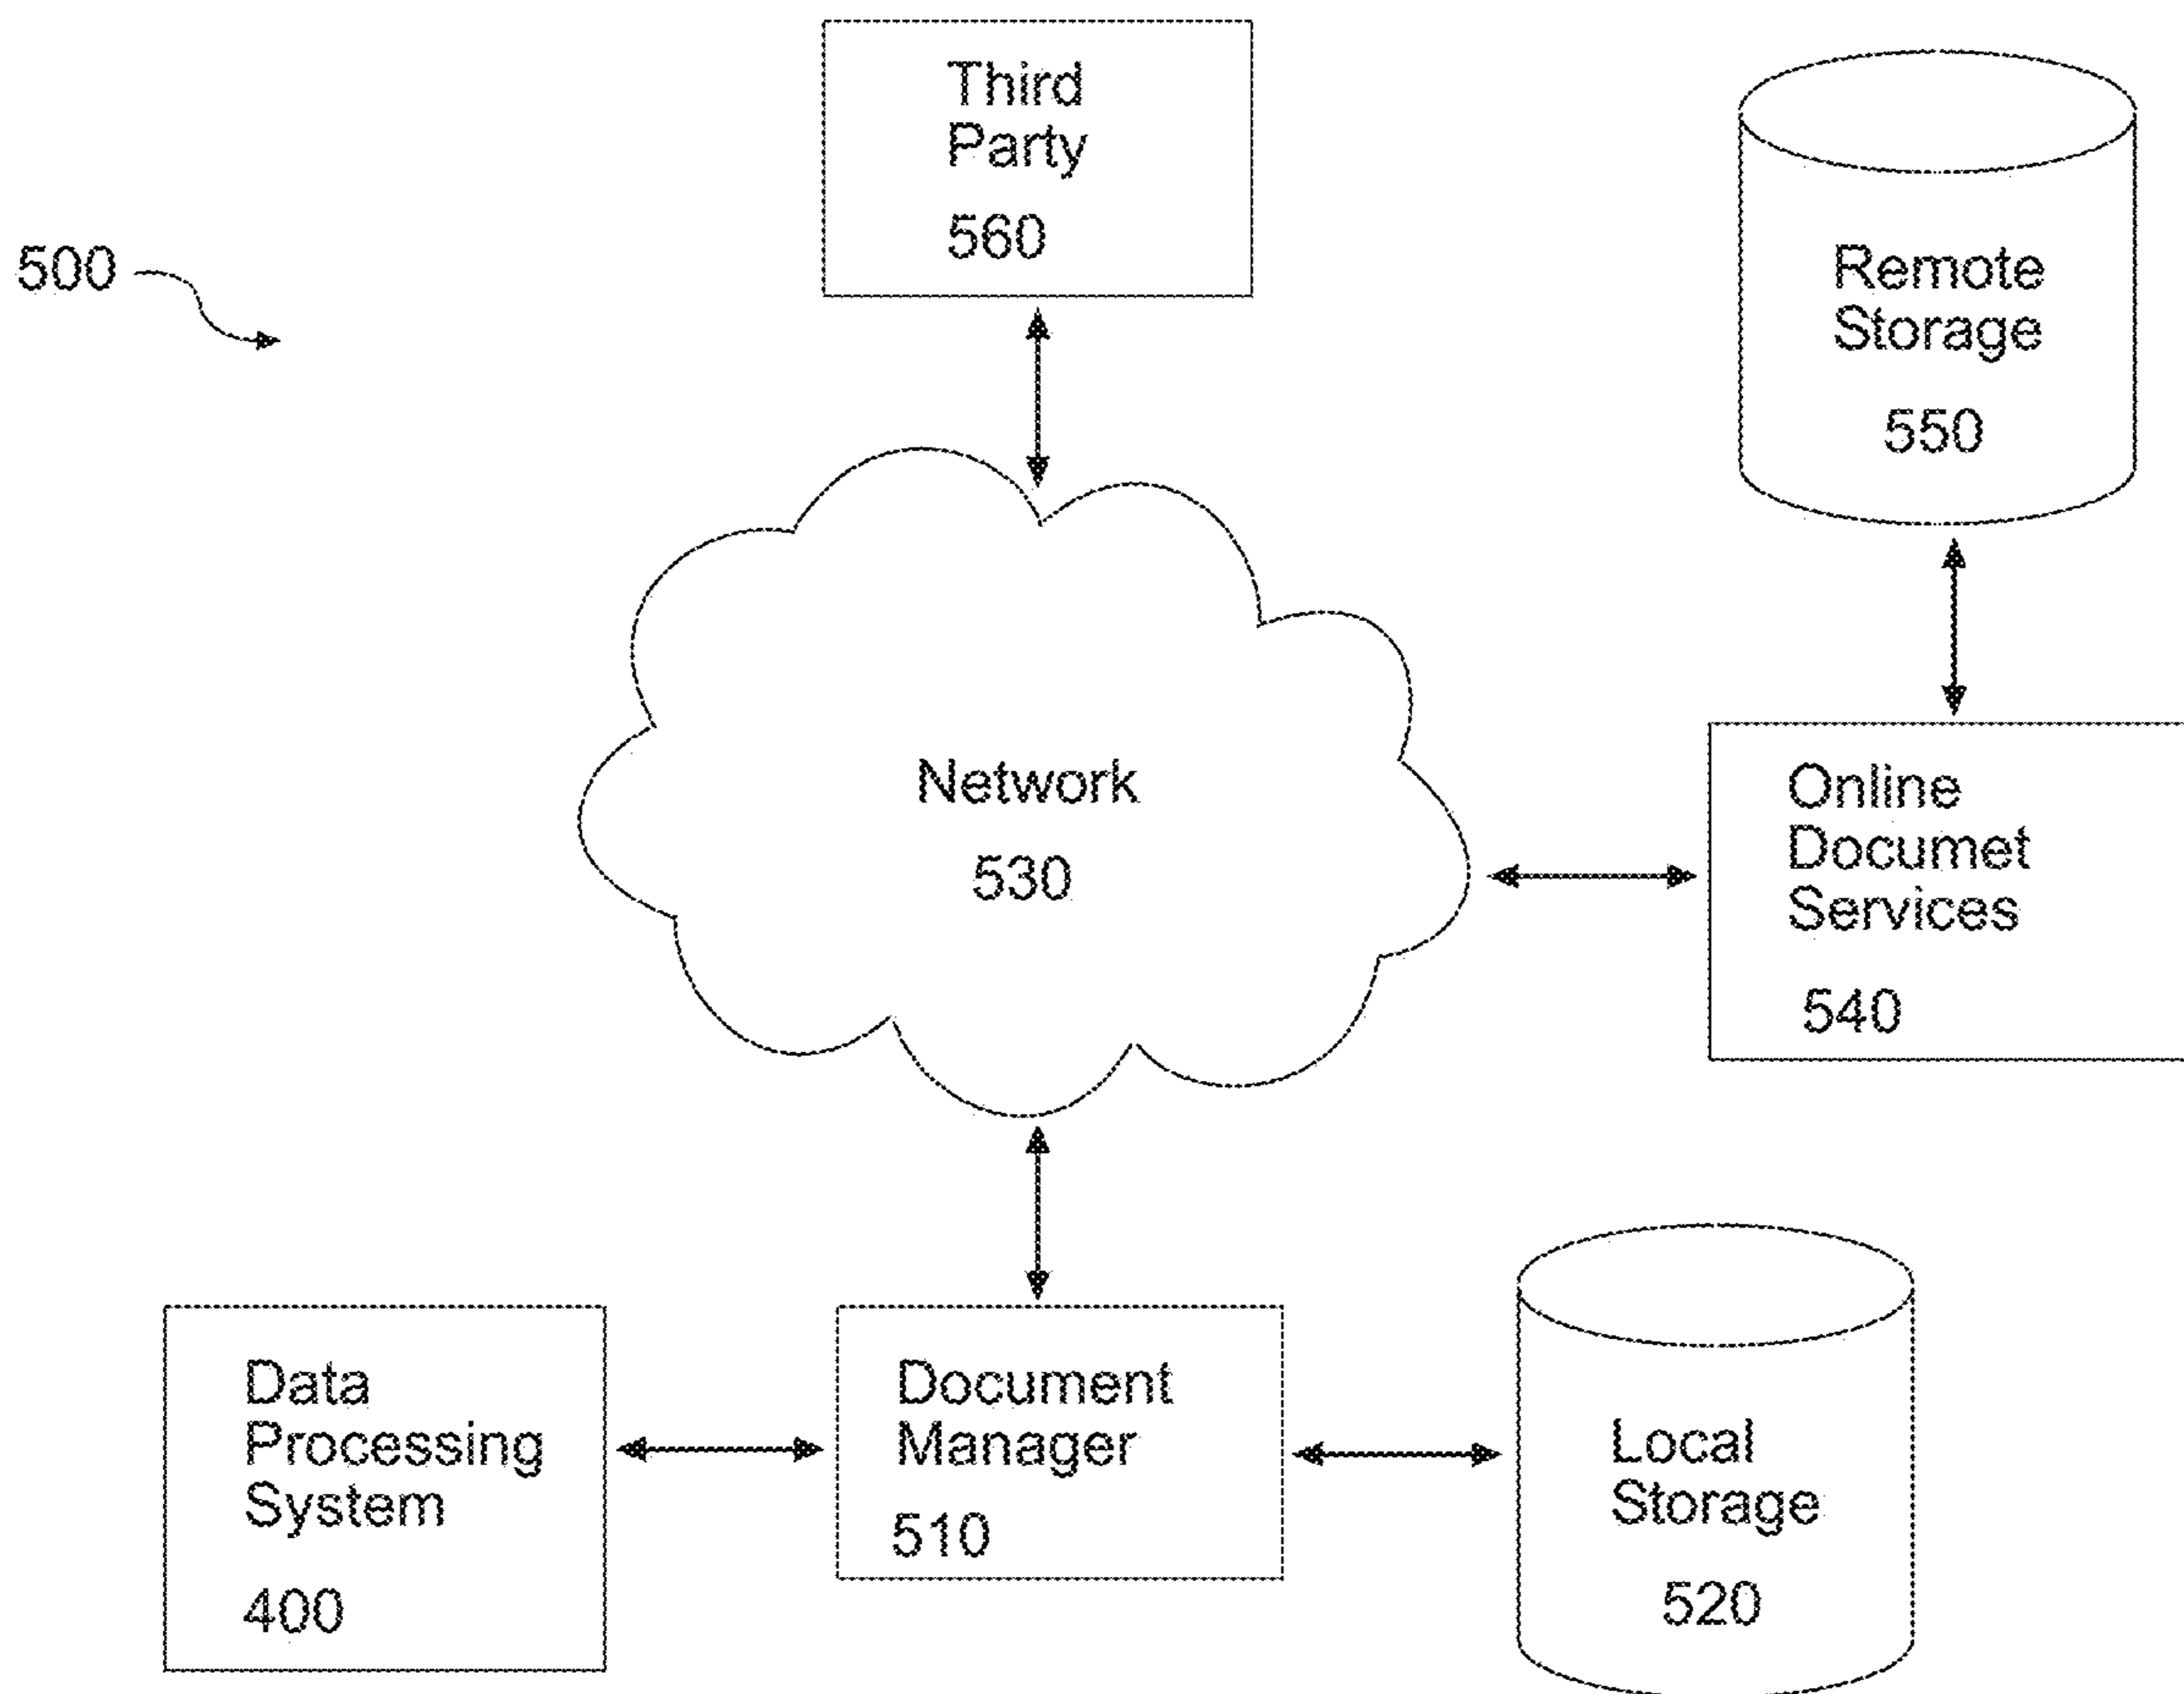 Third
Party
560
500
Remote
Storage
550
Network
530
Online
Documet
Services
540
Data
Processing
System
400
Document
Manager
510
Local
Storage
520